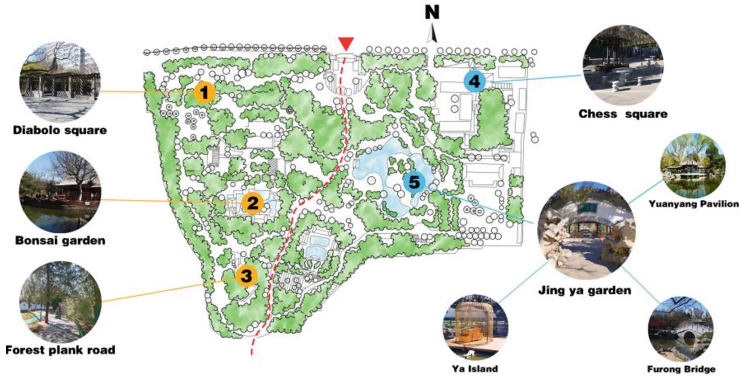 N
1
4
Diabolo square
Chess square
5
2
Yuanyang Pavilion
Bonsai garden
3
Jing ya garden
Forest plank road
Ya Island
Furong Bridge